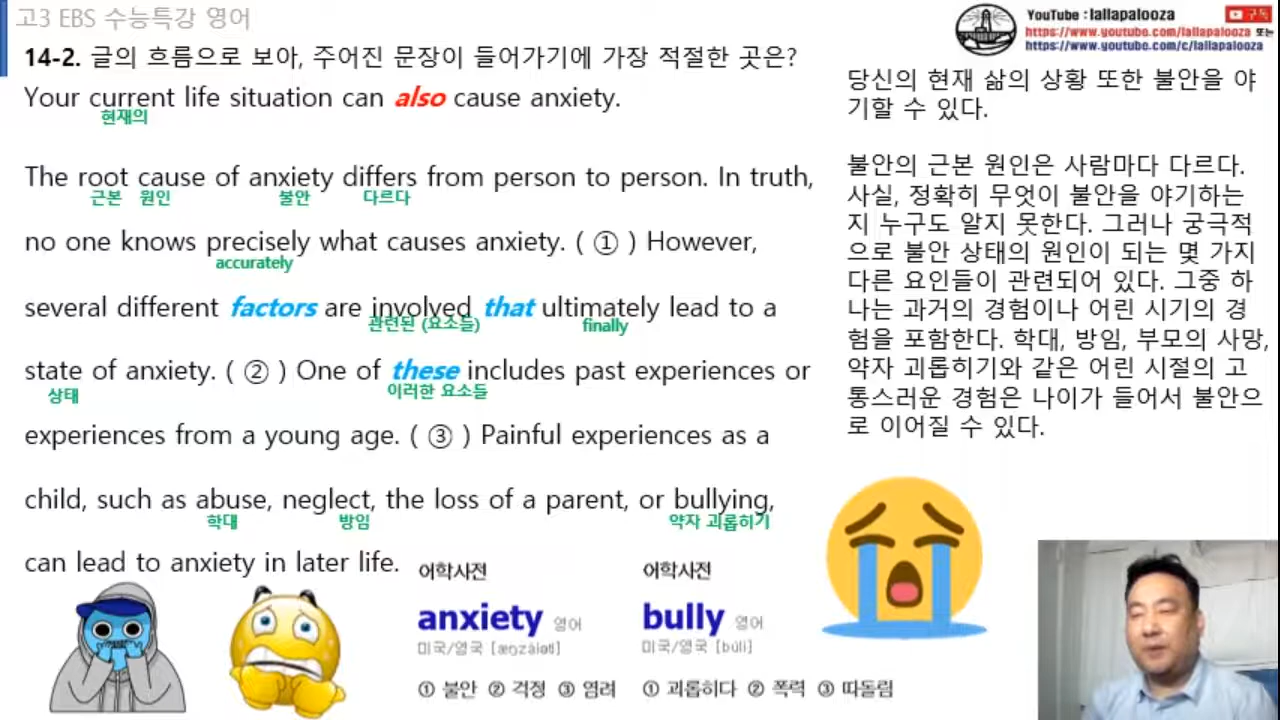 고3 EBS 수능특강 영어
YouTube : lallapalooza
구독
https://www.youtube.com/lallapalooza 또는
https://www.youtube.com/c/lallapalooza
14-2. 글의 흐름으로 보아, 주어진 문장이 들어가기에 가장 적절한 곳은?
Your current life situation can also cause anxiety.
현재의
The root cause of anxiety differs from person to person. In truth,
근본 원인 불안 다르다
no one knows precisely what causes anxiety. ( ① ) However,
accurately
several different factors are involved that ultimately lead to a
관련된 (요소들) finally
state of anxiety. ( ② ) One of these includes past experiences or
상태 이러한 요소들
experiences from a young age. ( ③ ) Painful experiences as a
child, such as abuse, neglect, the loss of a parent, or bullying,
학대 방임 약자 괴롭히기
can lead to anxiety in later life.
당신의 현재 삶의 상황 또한 불안을 야
기할 수 있다.
불안의 근본 원인은 사람마다 다르다.
사실, 정확히 무엇이 불안을 야기하는
지 누구도 알지 못한다. 그러나 궁극적
으로 불안 상태의 원인이 되는 몇 가지
다른 요인들이 관련되어 있다. 그중 하
나는 과거의 경험이나 어린 시기의 경
험을 포함한다. 학대, 방임, 부모의 사망,
약자 괴롭히기와 같은 어린 시절의 고
통스러운 경험은 나이가 들어서 불안으
로 이어질 수 있다.
어학사전
anxiety 영어
미국/영국 [æŋzáiəti]
① 불안 ② 걱정 ③ 염려
어학사전
bully 영어
미국/영국 [búli]
① 괴롭히다 ② 폭력 ③ 따돌림